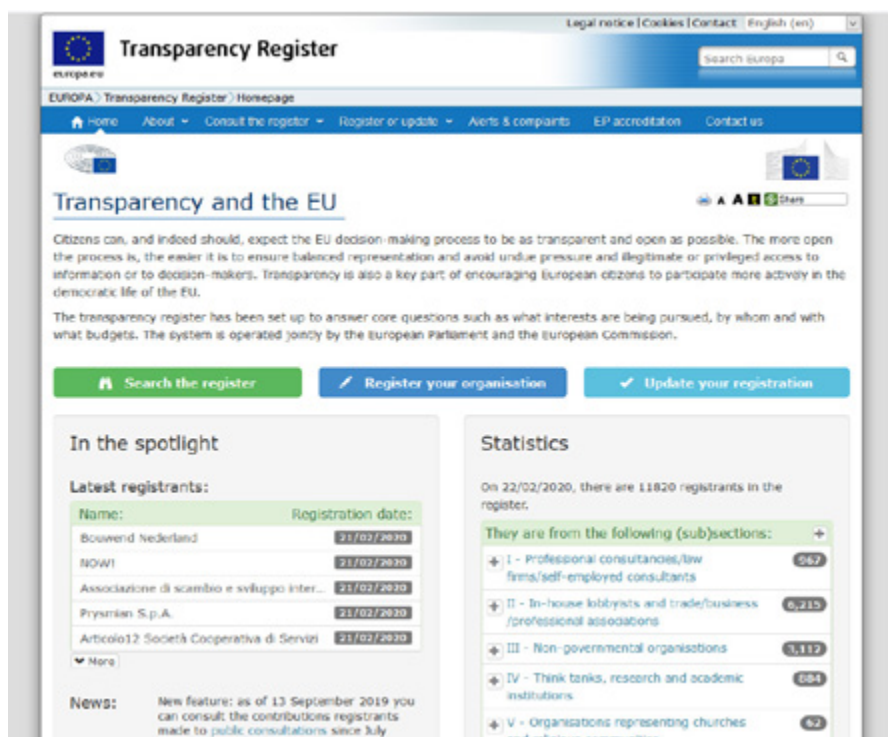 Legal notice | Cookies | Contact English (en)
Transparency Register
europa.eu
Search Europa
EUROPA > Transparency Register > Homepage
Home About Consult the register Register or update Alerts & complaints EP accreditation Contact us
Transparency and the EU
A A Share
Citizens can, and indeed should, expect the EU decision-making process to be as transparent and open as possible. The more open
the process is, the easier it is to ensure balanced representation and avoid undue pressure and illegitimate or privileged access to
information or to decision-makers. Transparency is also a key part of encouraging European citizens to participate more actively in the
democratic life of the EU.
The transparency register has been set up to answer core questions such as what interests are being pursued, by whom and with
what budgets. The system is operated jointly by the European Parliament and the European Commission.
Search the register
Register your organisation
Update your registration
In the spotlight
Latest registrants:
Name: Registration date:
Bouwend Nederland 21/02/2020
NOW! 21/02/2020
Associazione di scambio e sviluppo inter... 21/02/2020
Prysmian S.p.A. 21/02/2020
Articolo12 Società Cooperativa di Servizi 21/02/2020
More
News: New feature: as of 13 September 2019 you
can consult the contributions registrants
made to public consultations since July
Statistics
On 22/02/2020, there are 11820 registrants in the
register.
They are from the following (sub)sections: +
I - Professional consultancies/law 967
firms/self-employed consultants
II - In-house lobbyists and trade/business 6,215
/professional associations
III - Non-governmental organisations 3,112
IV - Think tanks, research and academic 884
institutions
V - Organisations representing churches 62